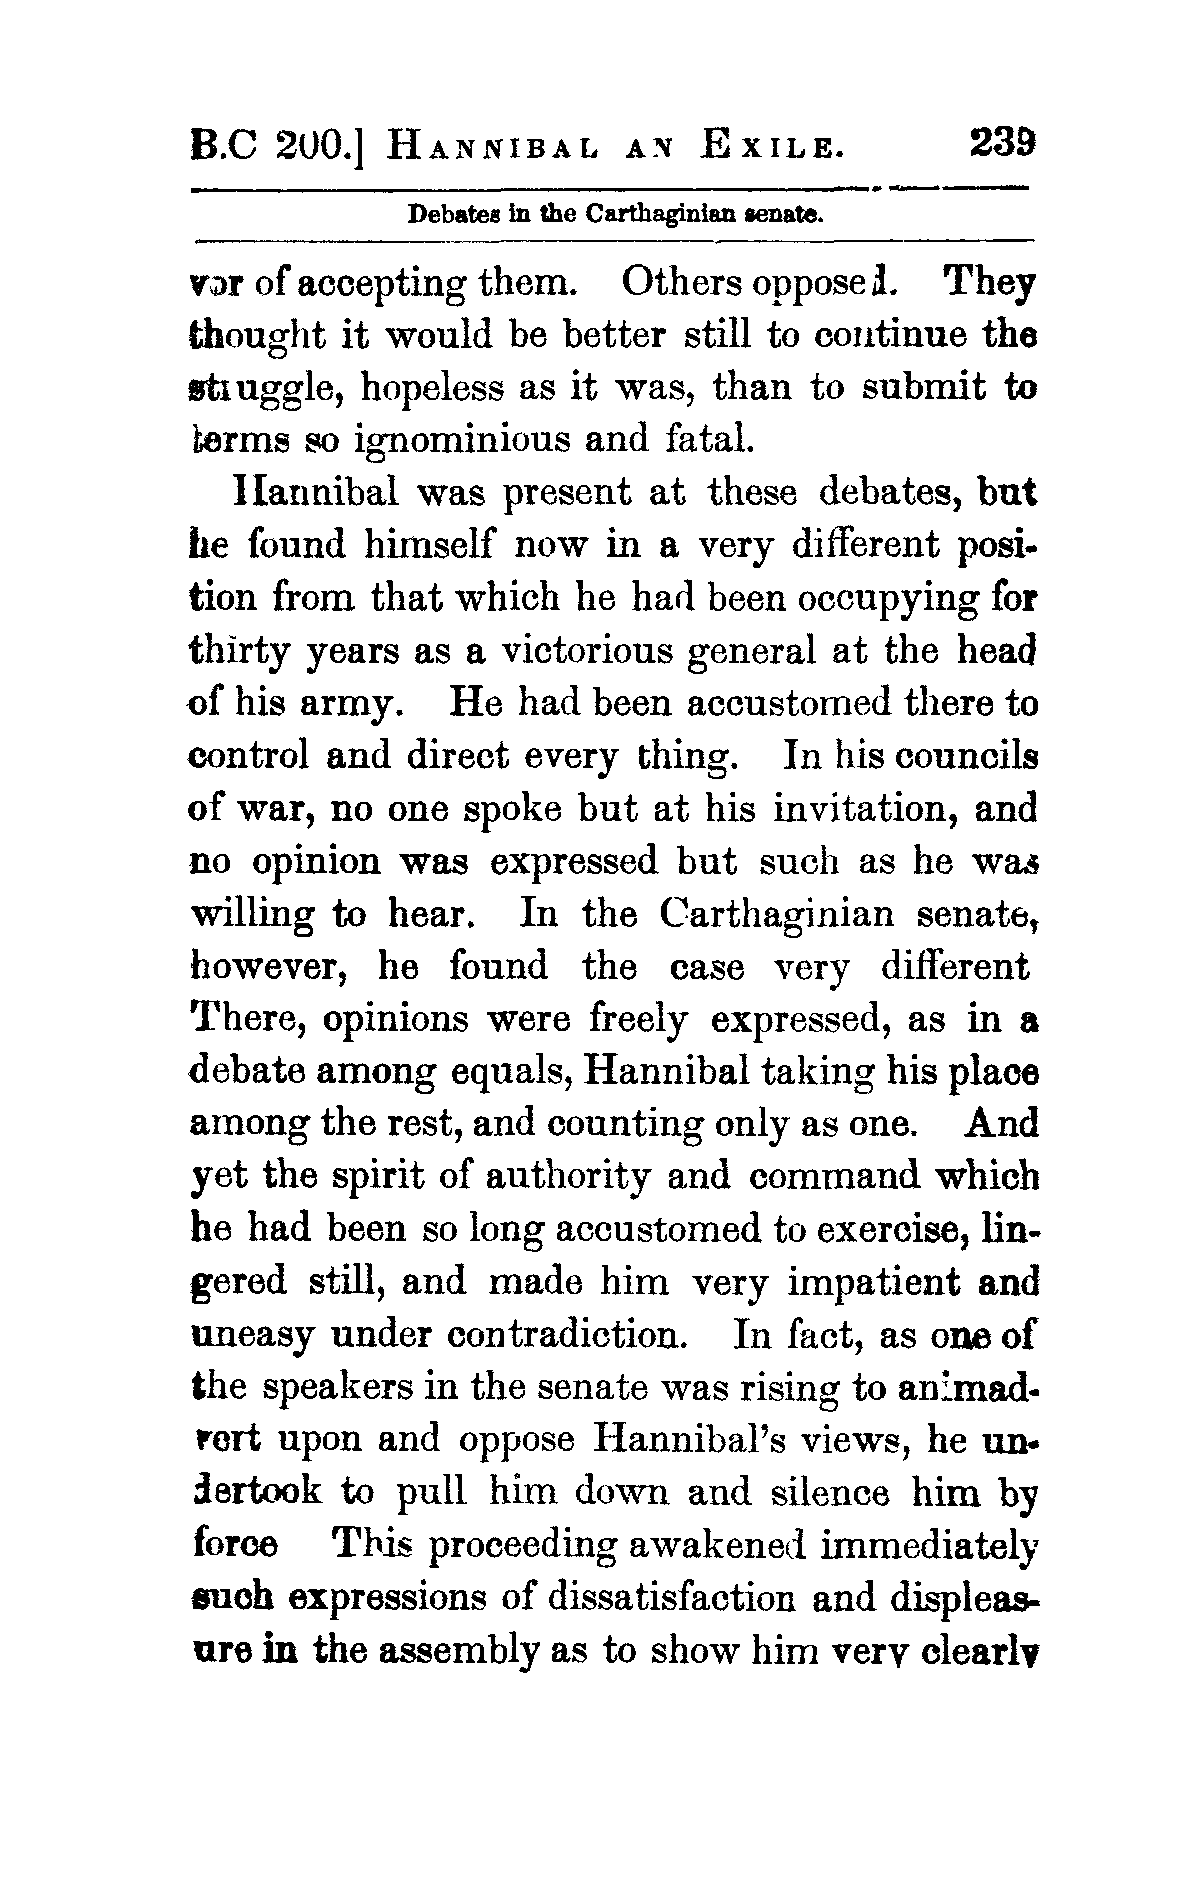 B.C 200.] HANNIBAL AN EXILE. 239
Debates in the Carthaginian senate.
vor of accepting them. Others opposed. They
thought it would be better still to continue the
struggle, hopeless as it was, than to submit to
terms so ignominious and fatal.
Hannibal was present at these debates, but
he found himself now in a very different posi-
tion from that which he had been occupying for
thirty years as a victorious general at the head
of his army. He had been accustomed there to
control and direct every thing. In his councils
of war, no one spoke but at his invitation, and
no opinion was expressed but such as he was
willing to hear. In the Carthaginian senate,
however, he found the case very different
There, opinions were freely expressed, as in a
debate among equals, Hannibal taking his place
among the rest, and counting only as one. And
yet the spirit of authority and command which
he had been so long accustomed to exercise, lin-
gered still, and made him very impatient and
uneasy under contradiction. In fact, as one of
the speakers in the senate was rising to animad-
vert upon and oppose Hannibal's views, he un-
dertook to pull him down and silence him by
force This proceeding awakened immediately
such expressions of dissatisfaction and displeas-
ure in the assembly as to show him very clearly